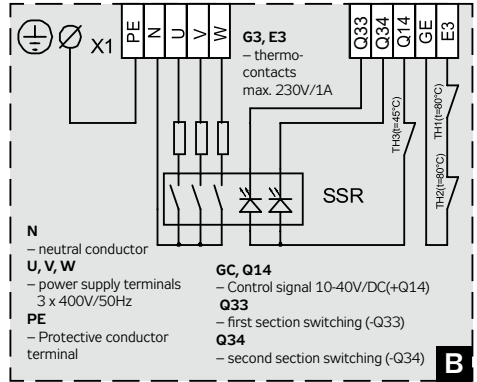 X1
PE
N
U
V
W
Q33
Q34
Q14
GE
E3
G3, E3
– thermo-
contacts
max. 230V/1A
TH3(t=45°C)
TH1(t=80°C)
TH2(t=80°C)
SSR
N
– neutral conductor
U, V, W
– power supply terminals
3 x 400V/50Hz
PE
– Protective conductor
terminal
GC, Q14
– Control signal 10-40V/DC(+Q14)
Q33
– first section switching (-Q33)
Q34
– second section switching (-Q34)
B